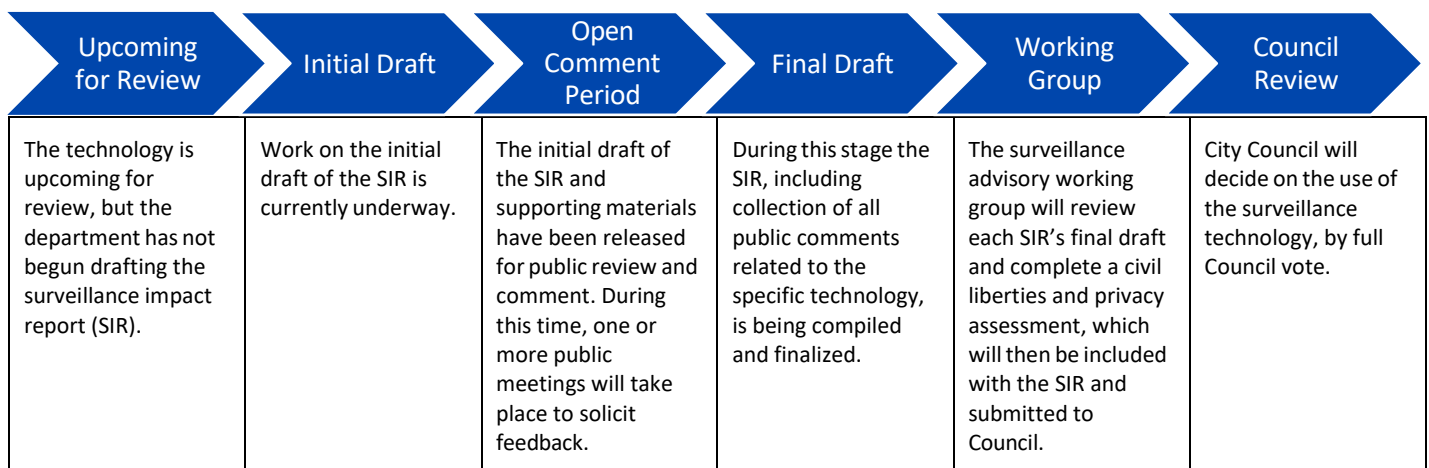 Upcoming
for Review
Initial Draft
Open
Comment
Period
Final Draft
Working
Group
Council
Review
The technology is
upcoming for
review, but the
department has not
begun drafting the
surveillance impact
report (SIR).
Work on the initial
draft of the SIR is
currently underway.
The initial draft of
the SIR and
supporting materials
have been released
for public review and
comment. During
this time, one or
more public
meetings will take
place to solicit
feedback.
During this stage the
SIR, including
collection of all
public comments
related to the
specific technology,
is being compiled
and finalized.
The surveillance
advisory working
group will review
each SIR’s final draft
and complete a civil
liberties and privacy
assessment, which
will then be included
with the SIR and
submitted to
Council.
City Council will
decide on the use of
the surveillance
technology, by full
Council vote.